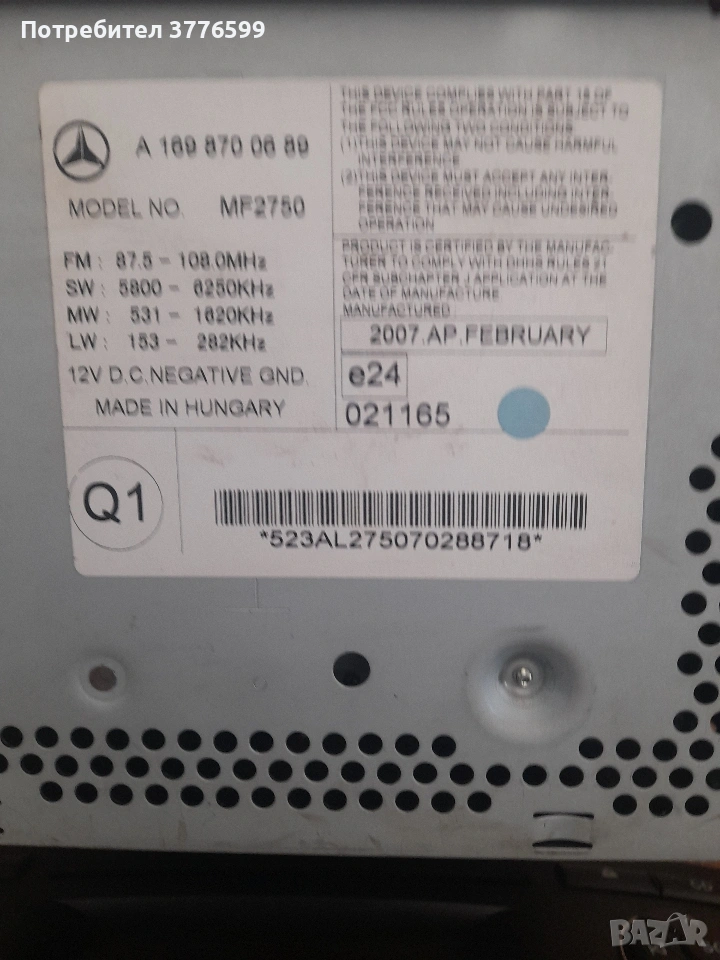 Потребител 3776599
A 169 870 06 89
MODEL NO. MF2750
FM : 87.5 - 108.0MHz
SW : 5800 - 6250KHz
MW : 531 - 1620KHz
LW : 153 - 282KHz
12V D.C.NEGATIVE GND.
MADE IN HUNGARY
THIS DEVICE COMPLIES WITH PART 15 OF
THE FCC RULES OPERATION IS SUBJECT TO
THE FOLLOWING TWO CONDITIONS.
(1)THIS DEVICE MAY NOT CAUSE HARMFUL
INTERFERENCE
(2)THIS DEVICE MUST ACCEPT ANY INTER-
FERENCE RECEIVED INCLUDING INTER-
FERENCE THAT MAY CAUSE UNDESIRED
OPERATION
PRODUCT IS CERTIFIED BY THE MANUFAC-
TURER TO COMPLY WITH DHHS RULES 21
CFR SUBCHAPTER J APPLICATION AT THE
DATE OF MANUFACTURE
MANUFACTURED
2007.AP.FEBRUARY
e24
021165
Q1
*523AL275070288718*
BAZAR